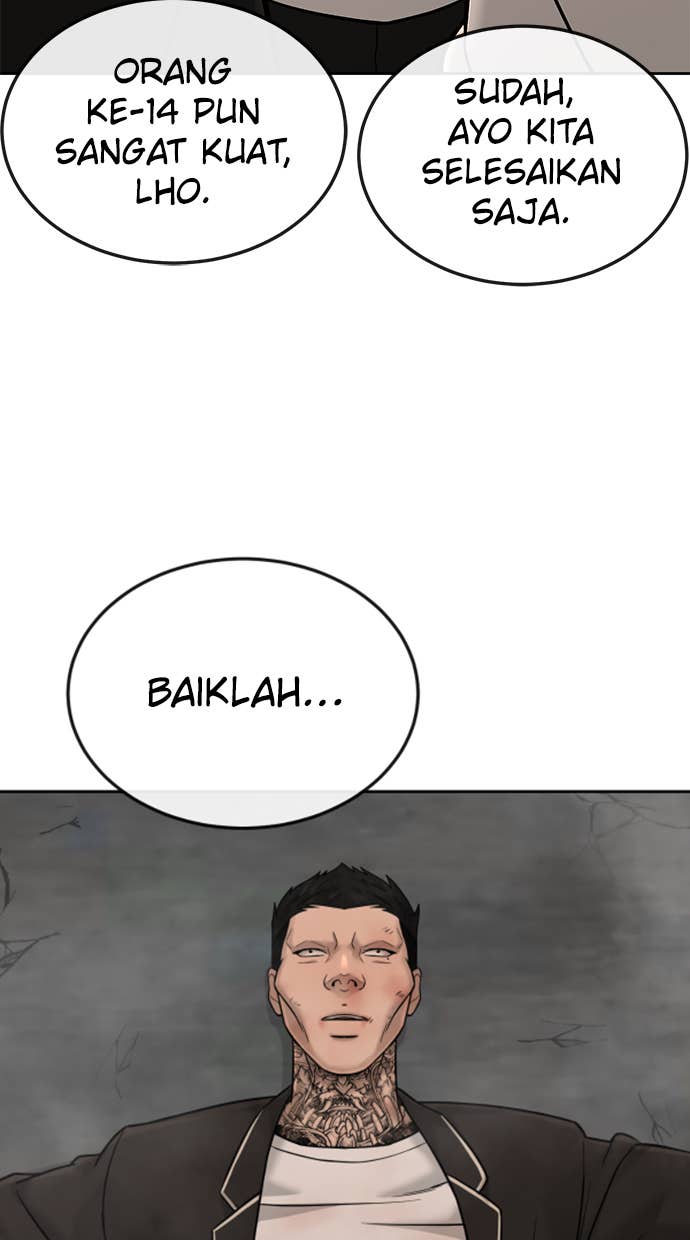 ORANG
KE-14 PUN
SANGAT KUAT,
LHO.
SUDAH,
AYO KITA
SELESAIKAN
SAJA.
BAIKLAH...